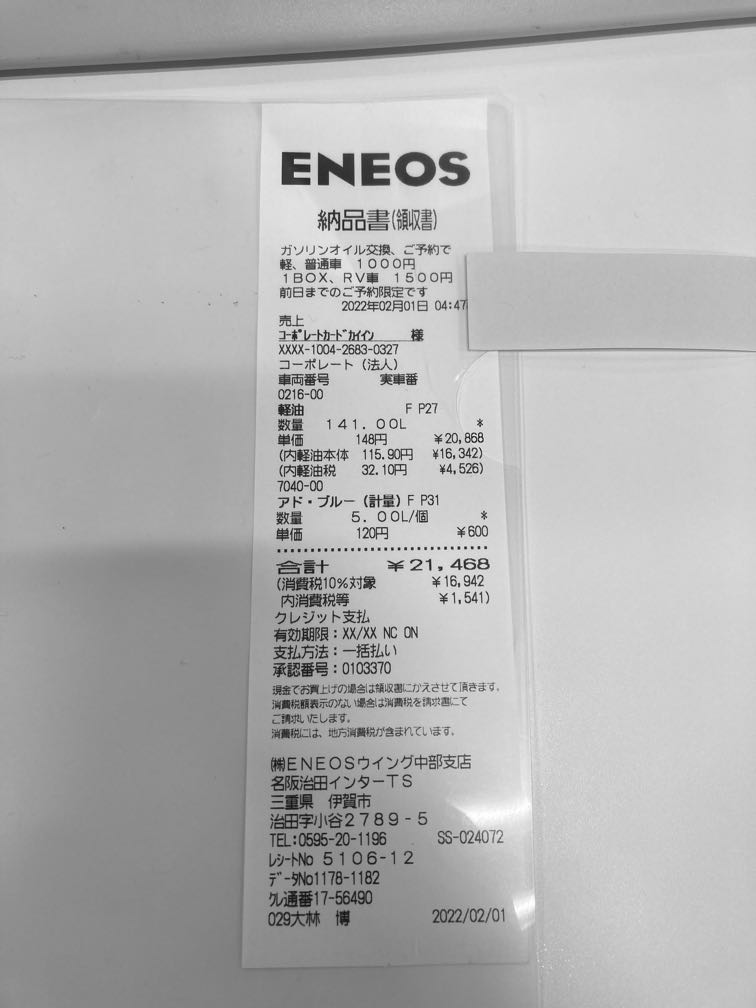 ENEOS
納品書(領収書)
ガソリンオイル交換、ご予約で
軽、普通車 1000円
1BOX、RV車 1500円
前日までのご予約限定です
2022年02月01日 04:47
売上
コーポレートカードカイイン 様
XXXX-1004-2683-0327
コーポレート(法人)
車両番号 実車番
0216-00
軽油 F P27
数量 141.00L *
単価 148円 ¥20,868
(内軽油本体 115.90円 ¥16,342)
(内軽油税 32.10円 ¥4,526)
7040-00
アド・ブルー(計量)F P31
数量 5.00L/個 *
単価 120円 ¥600
合計 ¥21,468
(消費税10%対象 ¥16,942
内消費税等 ¥1,541)
クレジット支払
有効期限:XX/XX NC ON
支払方法:一括払い
承認番号:0103370
現金でお買上げの場合は領収書にかえさせて頂きます。
消費税額表示のない場合は消費税を請求書にて
ご請求いたします。
消費税には、地方消費税が含まれています。
㈱ENEOSウイング中部支店
名阪治田インターTS
三重県 伊賀市
治田字小谷2789-5
TEL:0595-20-1196 SS-024072
レシートNo 5106-12
データNo1178-1182
クレ通番17-56490
029大林 博 2022/02/01